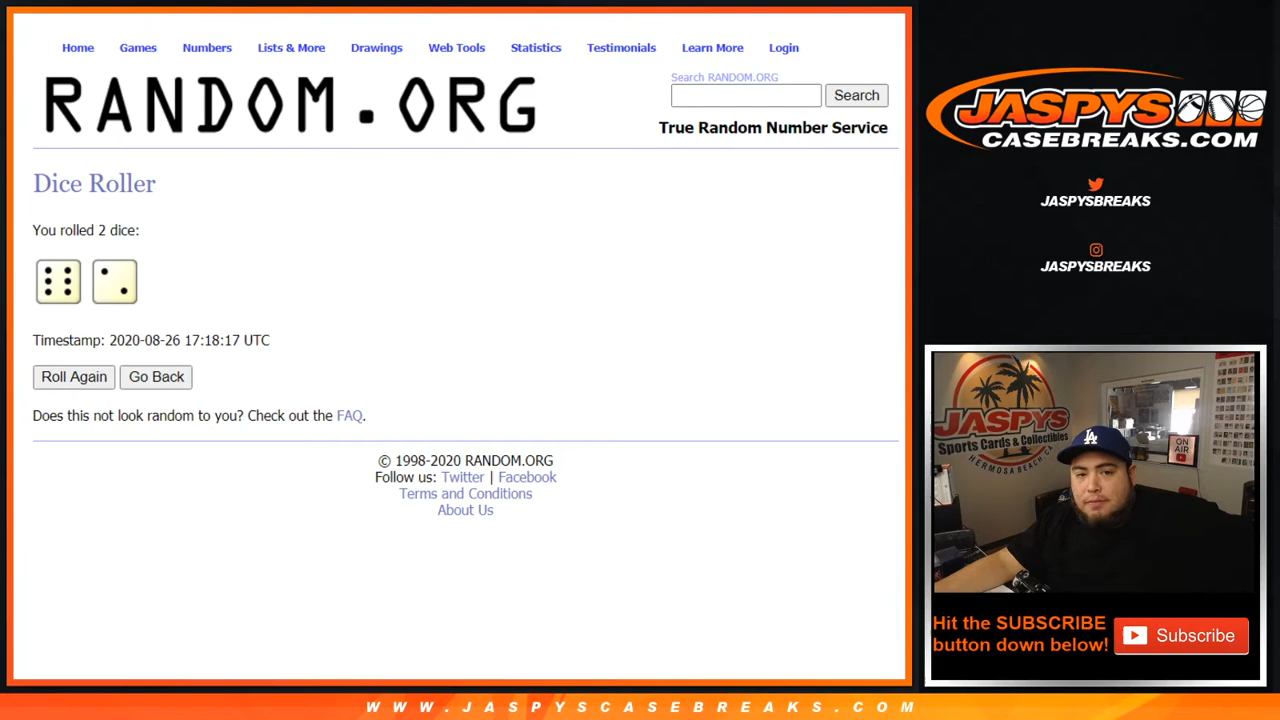 Home Games Numbers Lists & More Drawings Web Tools Statistics Testimonials Learn More Login
RANDOM.ORG
Search RANDOM.ORG
Search
True Random Number Service
Dice Roller
You rolled 2 dice:
Timestamp: 2020-08-26 17:18:17 UTC
Roll Again Go Back
Does this not look random to you? Check out the FAQ.
© 1998-2020 RANDOM.ORG
Follow us: Twitter | Facebook
Terms and Conditions
About Us
JASPYS
CASEBREAKS.COM
JASPYSBREAKS
JASPYSBREAKS
JASPYS
Sports Cards & Collectibles
HERMOSA BEACH, CA
ON
AIR
LA
Hit the SUBSCRIBE
button down below!
Subscribe
WWW.JASPYSCASEBREAKS.COM